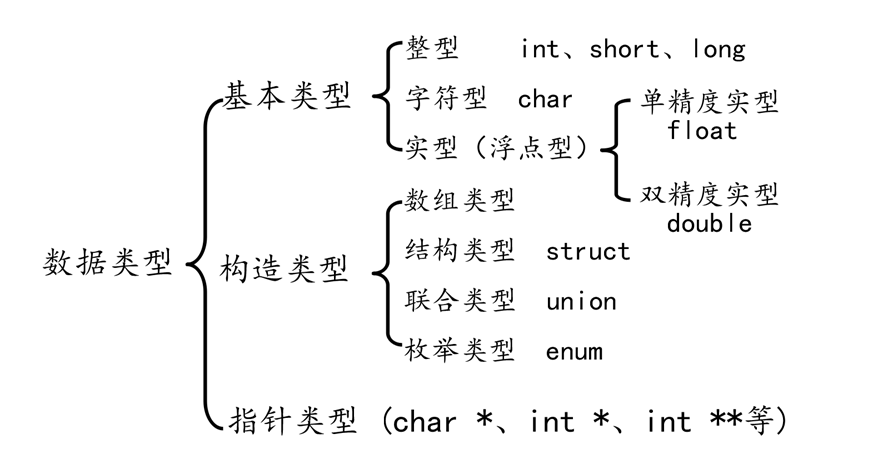 整型 int、short、long
基本类型
字符型 char
单精度实型
float
实型（浮点型）
双精度实型
double
数组类型
数据类型
构造类型
结构类型 struct
联合类型 union
枚举类型 enum
指针类型（char *、int *、int **等）